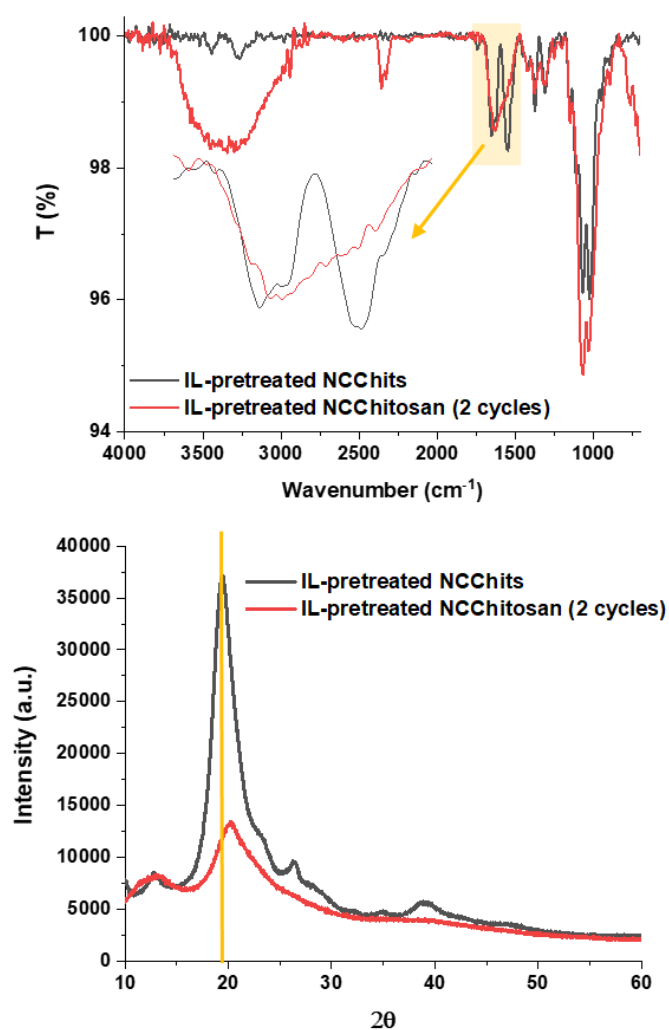 100
98
96
94
T (%)
IL-pretreated NCChits
IL-pretreated NCChitosan (2 cycles)
4000 3500 3000 2500 2000 1500 1000
Wavenumber (cm⁻¹)
40000
35000
30000
25000
20000
15000
10000
5000
0
Intensity (a.u.)
IL-pretreated NCChits
IL-pretreated NCChitosan (2 cycles)
10 20 30 40 50 60
2θ